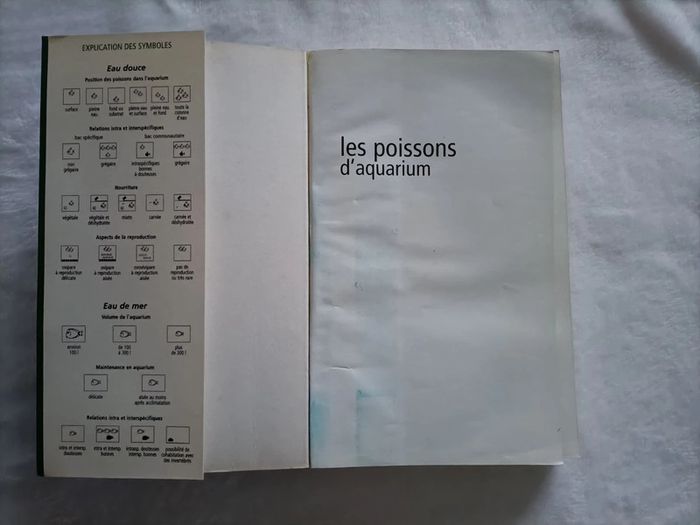 EXPLICATION DES SYMBOLES
Eau douce
Position des poissons dans l'aquarium
surface
pleine eau
fond ou substrat
pleine eau et surface
pleine eau et fond
toute la colonne d'eau
Relations intra et interspécifiques
bac spécifique
bac communautaire
non grégaire
grégaire
intraspécifiques bonnes à douteuses
grégaire
Nourriture
végétale
végétale et déshydratée
mixte
carnée
carnée et déshydratée
Aspects de la reproduction
ovipare à reproduction délicate
ovipare à reproduction aisée
ovovivipare à reproduction aisée
pas de reproduction ou très rare
Eau de mer
Volume de l'aquarium
environ 100 l
de 100 à 300 l
plus de 300 l
Maintenance en aquarium
délicate
aisée au moins après acclimatation
Relations intra et interspécifiques
intra et intersp. douteuses
intra et intersp. bonnes
intrasp. douteuses intersp. bonnes
possibilité de cohabitation avec des invertébrés
les poissons
d'aquarium